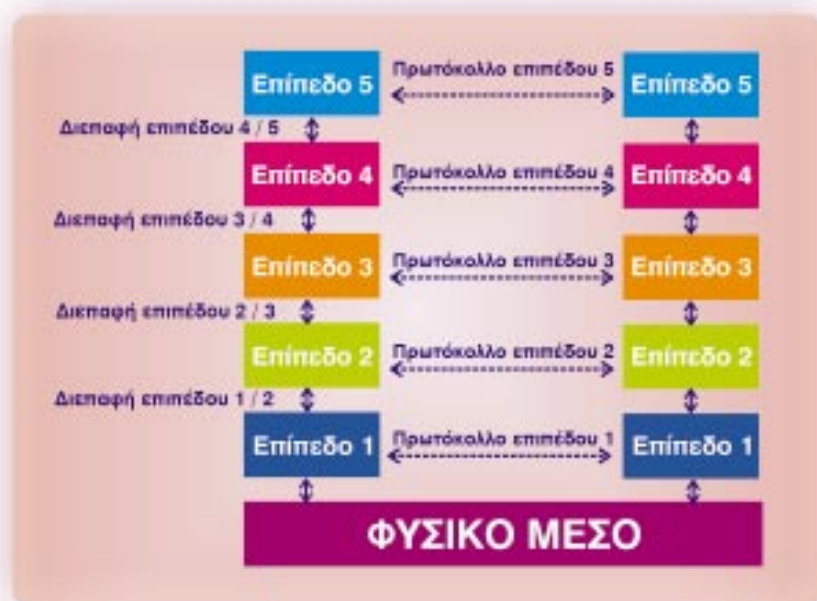 Επίπεδο 5 Πρωτόκολλο επιπέδου 5 Επίπεδο 5
Διεπαφή επιπέδου 4 / 5
Επίπεδο 4 Πρωτόκολλο επιπέδου 4 Επίπεδο 4
Διεπαφή επιπέδου 3 / 4
Επίπεδο 3 Πρωτόκολλο επιπέδου 3 Επίπεδο 3
Διεπαφή επιπέδου 2 / 3
Επίπεδο 2 Πρωτόκολλο επιπέδου 2 Επίπεδο 2
Διεπαφή επιπέδου 1 / 2
Επίπεδο 1 Πρωτόκολλο επιπέδου 1 Επίπεδο 1
ΦΥΣΙΚΟ ΜΕΣΟ